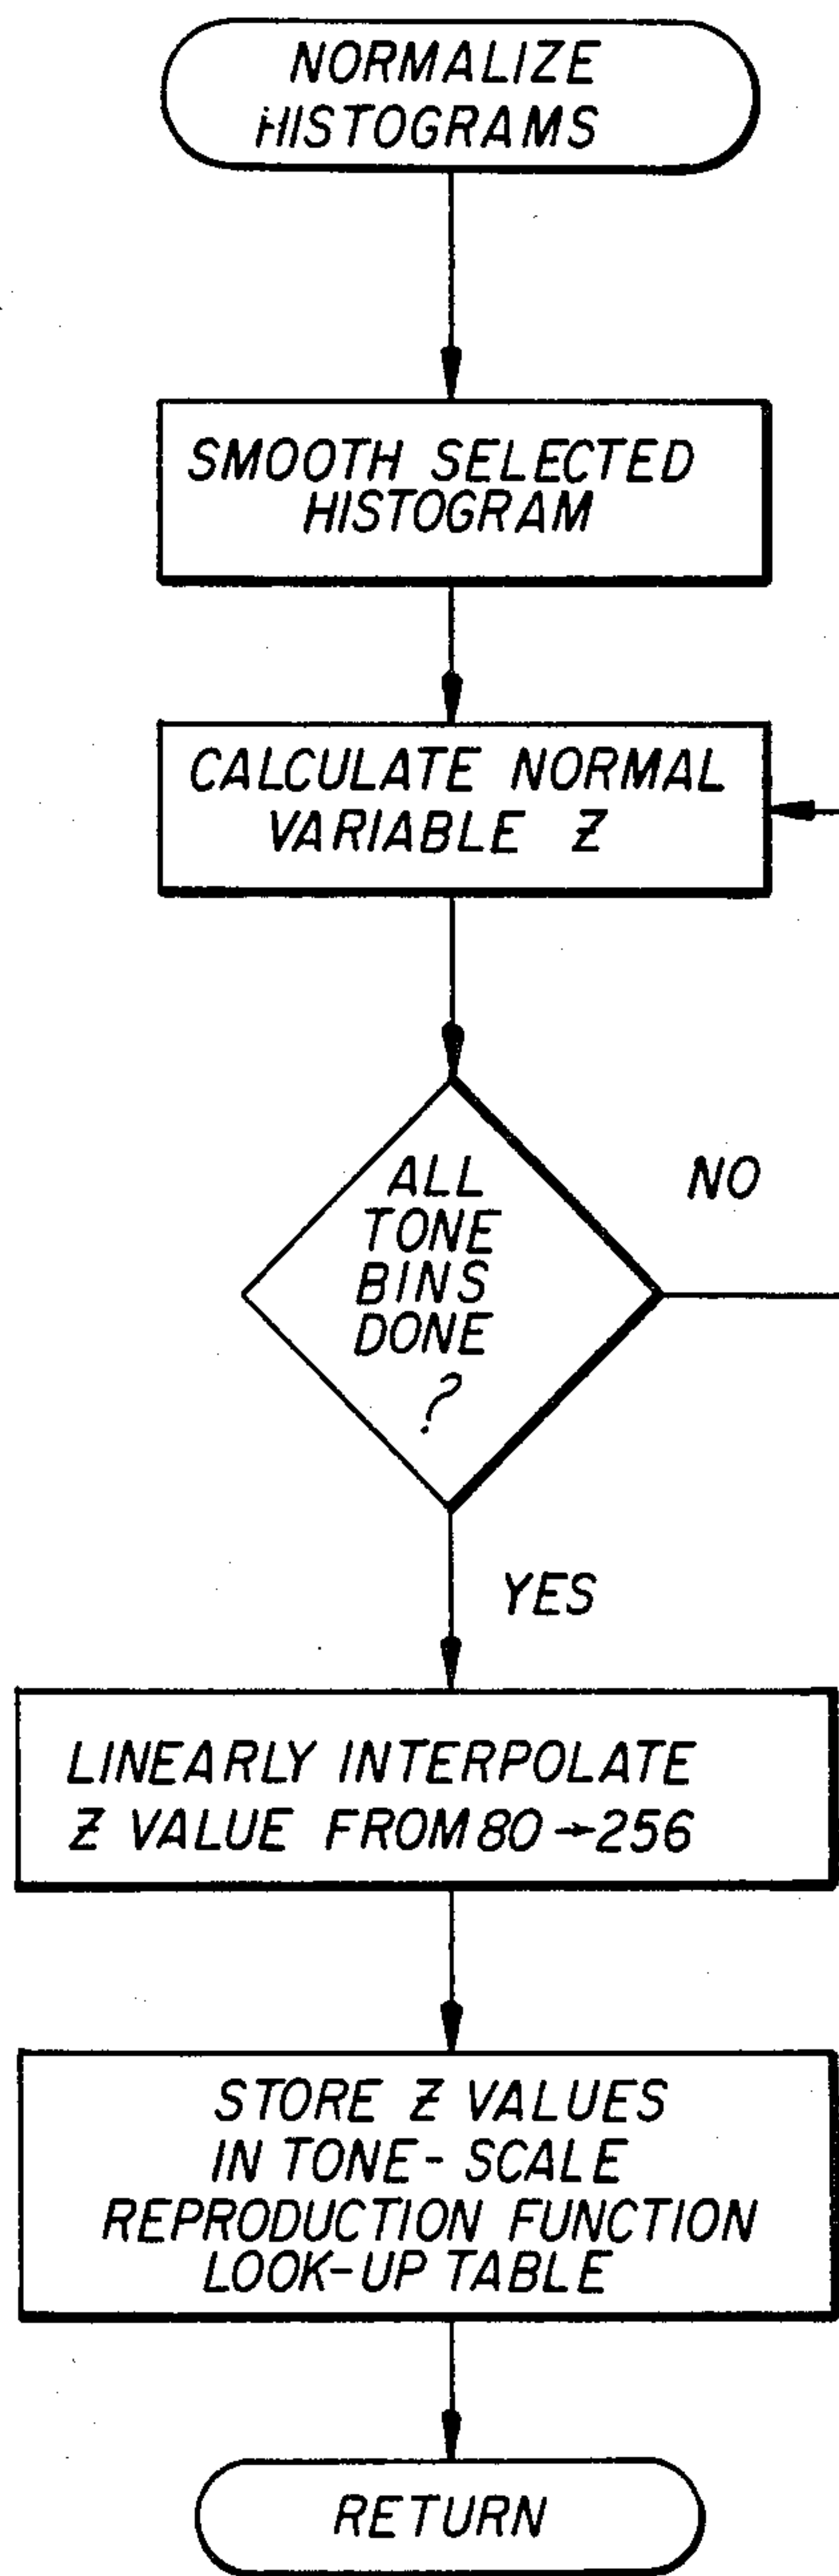 NORMALIZE
HISTOGRAMS
SMOOTH SELECTED
HISTOGRAM
CALCULATE NORMAL
VARIABLE Z
ALL
TONE
BINS
DONE
?
NO
YES
LINEARLY INTERPOLATE
Z VALUE FROM 80→256
STORE Z VALUES
IN TONE-SCALE
REPRODUCTION FUNCTION
LOOK-UP TABLE
RETURN